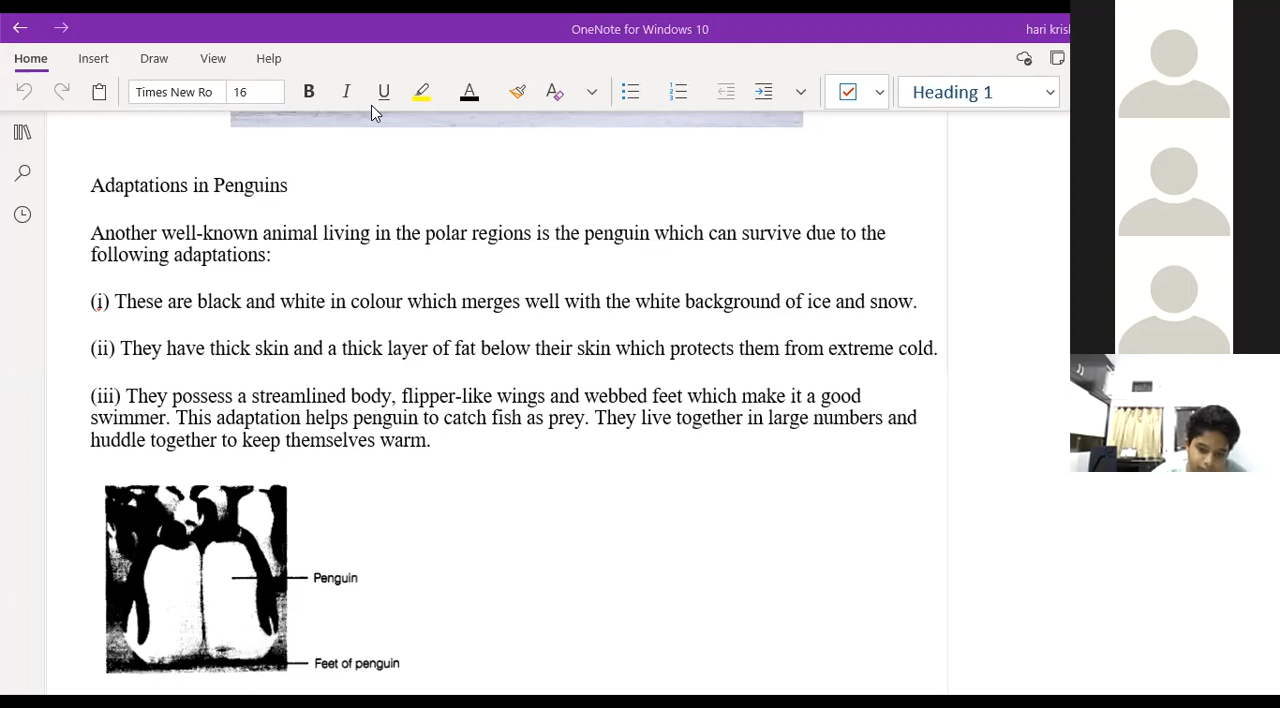 OneNote for Windows 10
hari krish
Home Insert Draw View Help
Times New Ro 16 B I U A A Heading 1
Adaptations in Penguins
Another well-known animal living in the polar regions is the penguin which can survive due to the
following adaptations:
(i) These are black and white in colour which merges well with the white background of ice and snow.
(ii) They have thick skin and a thick layer of fat below their skin which protects them from extreme cold.
(iii) They possess a streamlined body, flipper-like wings and webbed feet which make it a good
swimmer. This adaptation helps penguin to catch fish as prey. They live together in large numbers and
huddle together to keep themselves warm.
Penguin
Feet of penguin